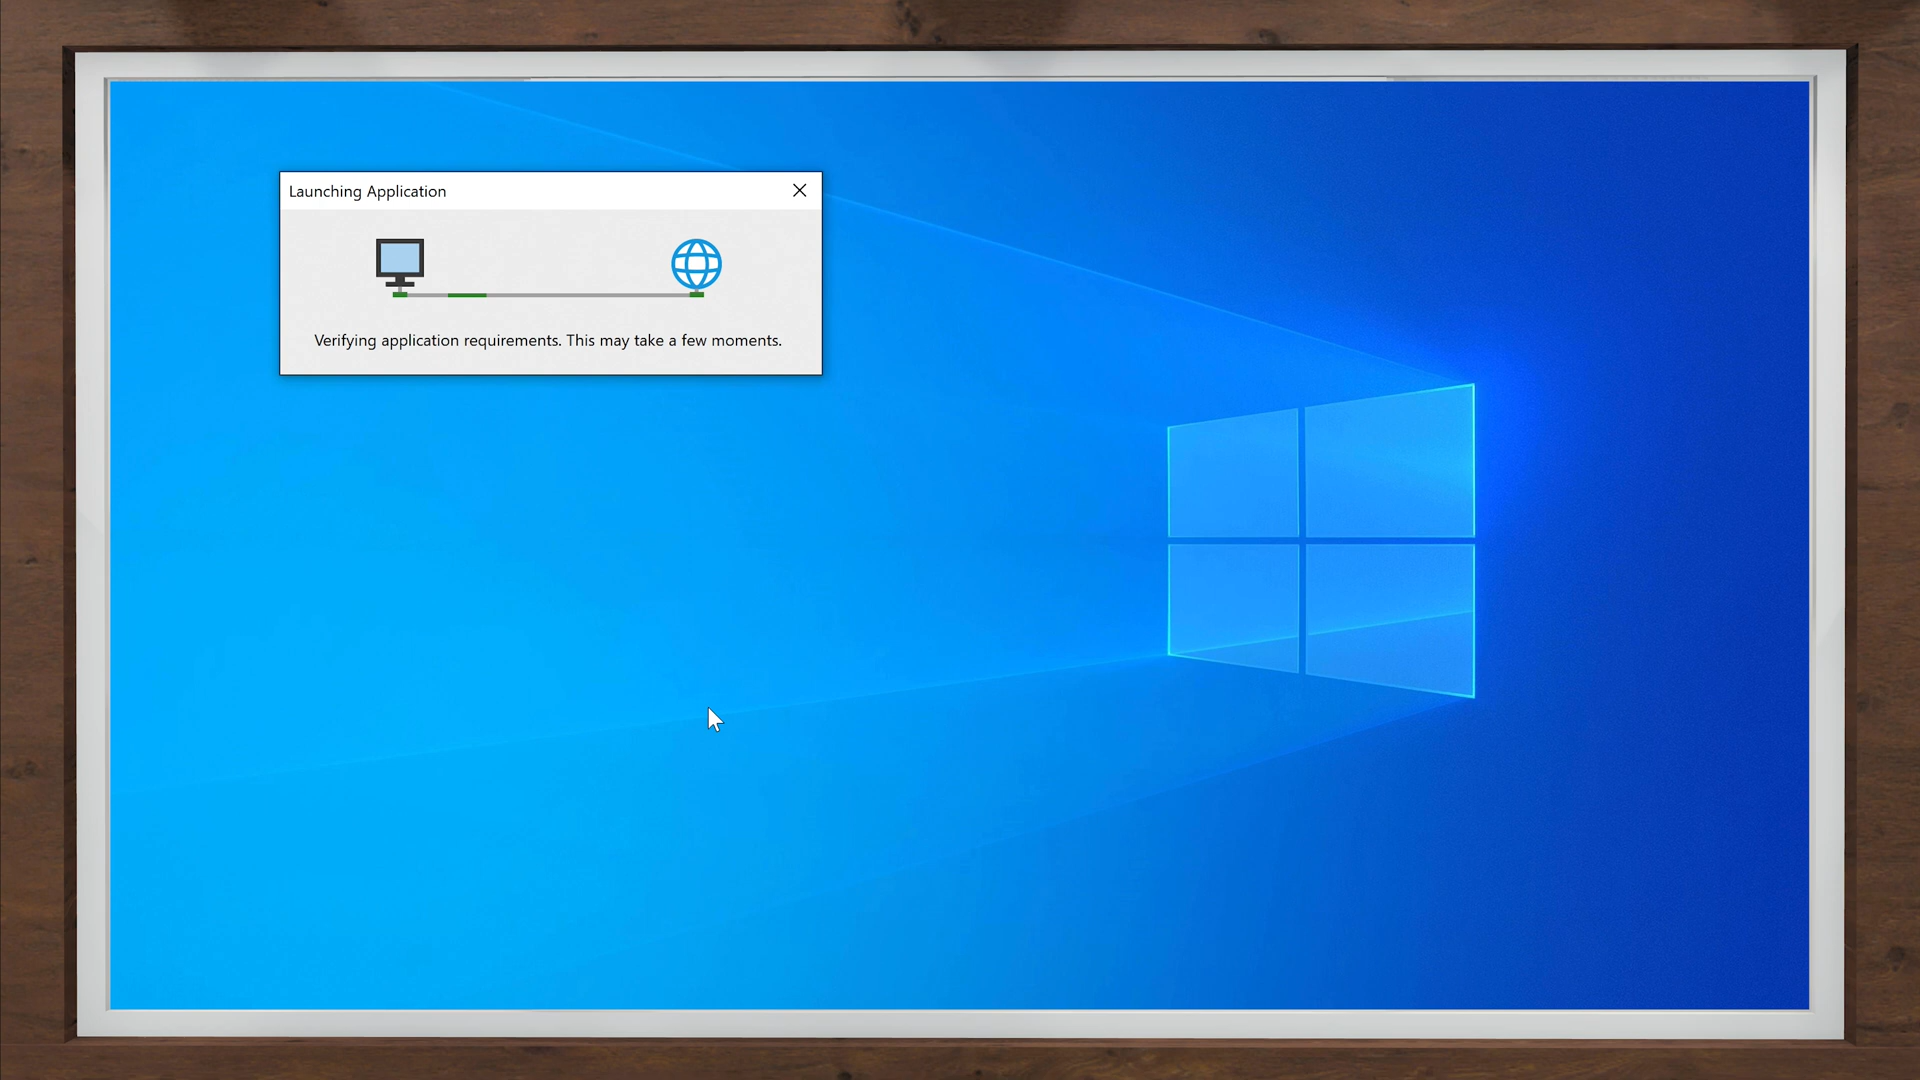 Launching Application
Verifying application requirements. This may take a few moments.